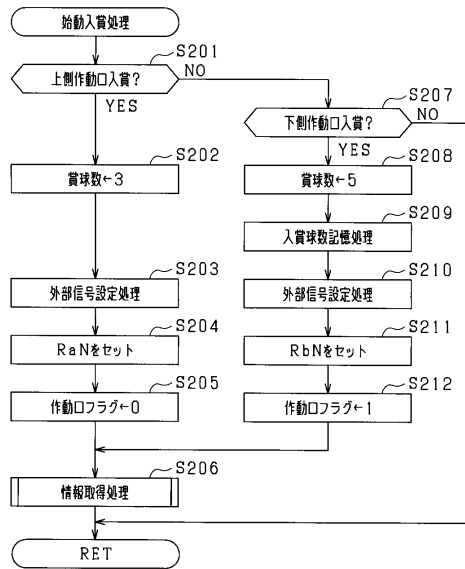 始動入賞処理
S201
上側作動口入賞?
NO
YES
S207
下側作動口入賞?
NO
YES
S202
賞球数←3
S208
賞球数←5
S209
入賞球数記憶処理
S203
外部信号設定処理
S210
外部信号設定処理
S204
RaNをセット
S211
RbNをセット
S205
作動口フラグ←0
S212
作動口フラグ←1
S206
情報取得処理
RET